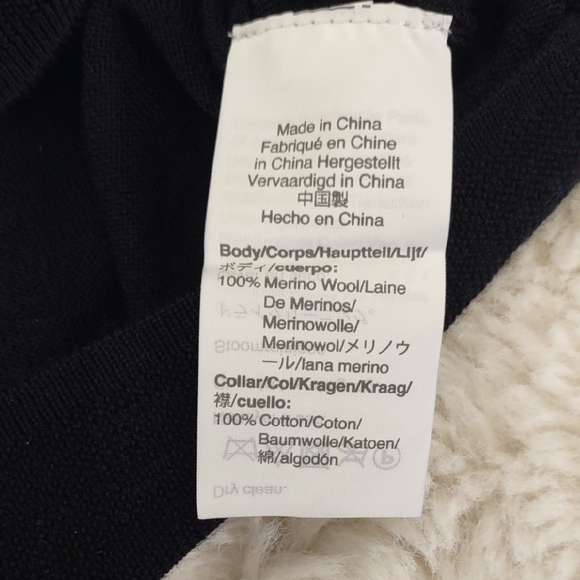 Made in China
Fabriqué en Chine
in China Hergestellt
Vervaardigd in China
中国製
Hecho en China
Body/Corps/Hauptteil/Lijf/
ボディ/cuerpo:
100% Merino Wool/Laine
De Merinos/
Merinowolle/
Merinowol/メリノウ
ール/lana merino
Collar/Col/Kragen/Kraag/
襟/cuello:
100% Cotton/Coton/
Baumwolle/Katoen/
綿/algodón
Dry clean.